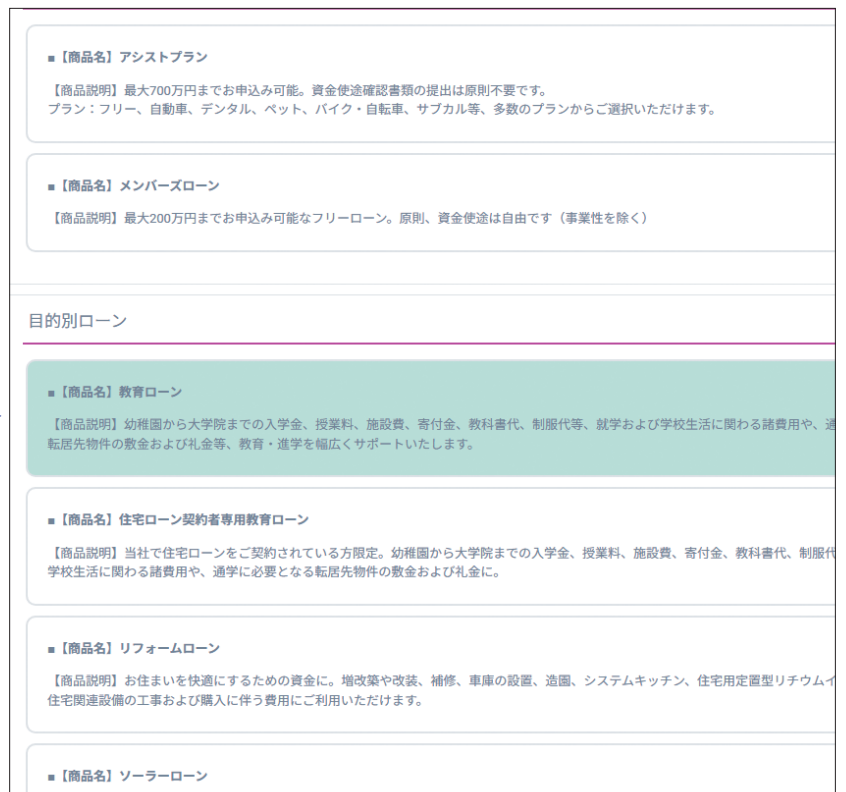 ■【商品名】アシストプラン
【商品説明】最大700万円までお申込み可能。資金使途確認書類の提出は原則不要です。
プラン：フリー、自動車、デンタル、ペット、バイク・自転車、サブカル等、多数のプランからご選択いただけます。
■【商品名】メンバーズローン
【商品説明】最大200万円までお申込み可能なフリーローン。原則、資金使途は自由です（事業性を除く）
目的別ローン
■【商品名】教育ローン
【商品説明】幼稚園から大学院までの入学金、授業料、施設費、寄付金、教科書代、制服代等、就学および学校生活に関わる諸費用や、通
転居先物件の敷金および礼金等、教育・進学を幅広くサポートいたします。
■【商品名】住宅ローン契約者専用教育ローン
【商品説明】当社で住宅ローンをご契約されている方限定。幼稚園から大学院までの入学金、授業料、施設費、寄付金、教科書代、制服代
学校生活に関わる諸費用や、通学に必要となる転居先物件の敷金および礼金に。
■【商品名】リフォームローン
【商品説明】お住まいを快適にするための資金に。増改築や改装、補修、車庫の設置、造園、システムキッチン、住宅用定置型リチウムイ
住宅関連設備の工事および購入に伴う費用にご利用いただけます。
■【商品名】ソーラーローン